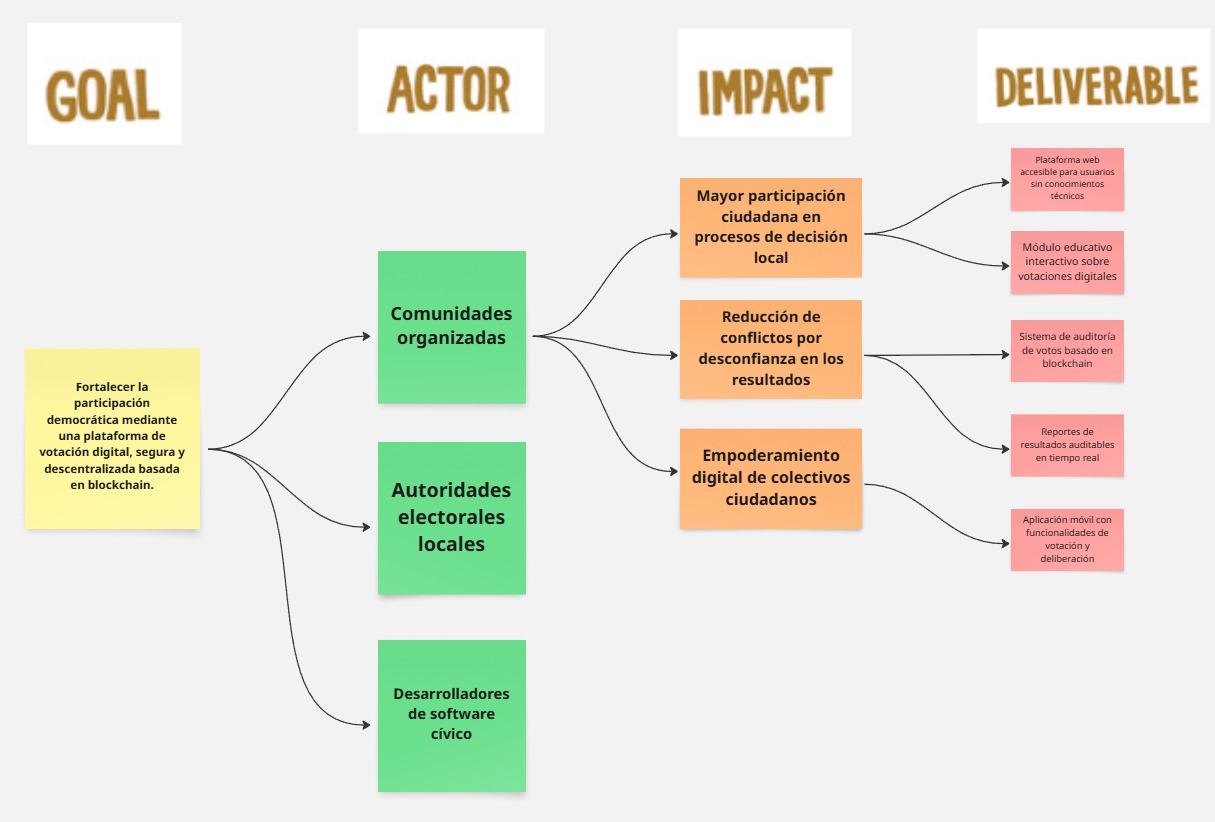 GOAL
ACTOR
IMPACT
DELIVERABLE
Fortalecer la
participación
democrática mediante
una plataforma de
votación digital, segura y
descentralizada basada
en blockchain.
Comunidades
organizadas
Autoridades
electorales
locales
Desarrolladores
de software
cívico
Mayor participación
ciudadana en
procesos de decisión
local
Reducción de
conflictos por
desconfianza en los
resultados
Empoderamiento
digital de colectivos
ciudadanos
Plataforma web
accesible para usuarios
sin conocimientos
técnicos
Módulo educativo
interactivo sobre
votaciones digitales
Sistema de auditoría
de votos basado en
blockchain
Reportes de
resultados auditables
en tiempo real
Aplicación móvil con
funcionalidades de
votación y
deliberación